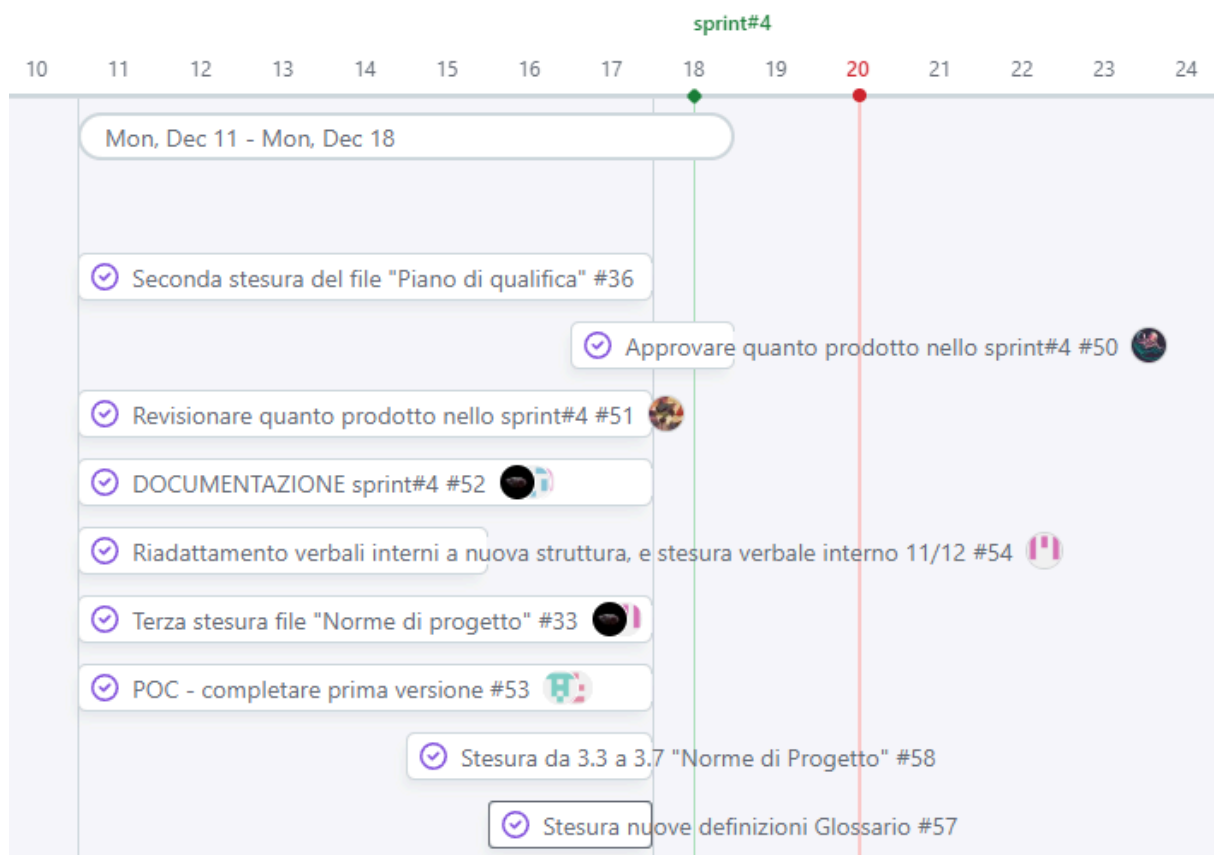 sprint#4
10 11 12 13 14 15 16 17 18 19 20 21 22 23 24
Mon, Dec 11 - Mon, Dec 18
Seconda stesura del file "Piano di qualifica" #36
Approvare quanto prodotto nello sprint#4 #50
Revisionare quanto prodotto nello sprint#4 #51
DOCUMENTAZIONE sprint#4 #52
Riadattamento verbali interni a nuova struttura, e stesura verbale interno 11/12 #54
Terza stesura file "Norme di progetto" #33
POC - completare prima versione #53
Stesura da 3.3 a 3.7 "Norme di Progetto" #58
Stesura nuove definizioni Glossario #57